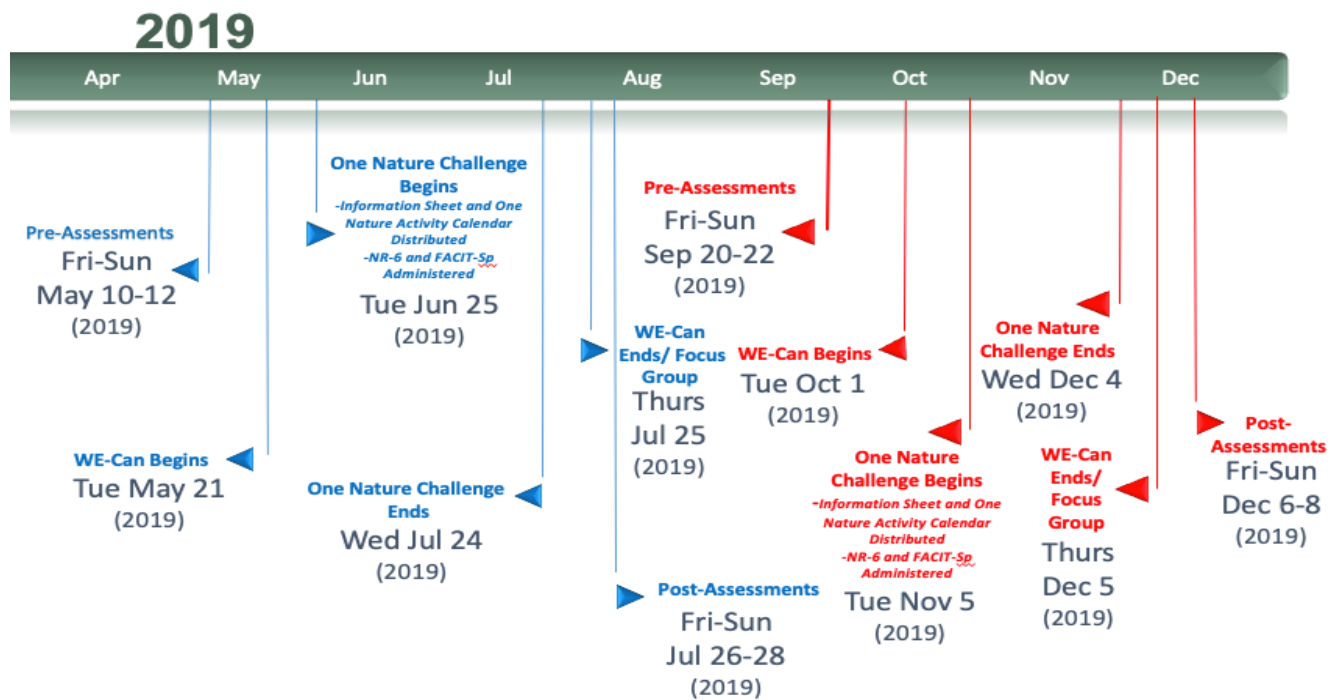 2019
Apr May Jun Jul Aug Sep Oct Nov Dec
Pre-Assessments
Fri-Sun
May 10-12
(2019)
WE-Can Begins
Tue May 21
(2019)
One Nature Challenge
Begins
-Information Sheet and One
Nature Activity Calendar
Distributed
-NR-6 and FACIT-Sp
Administered
Tue Jun 25
(2019)
One Nature Challenge
Ends
Wed Jul 24
(2019)
WE-Can
Ends/ Focus
Group
Thurs
Jul 25
(2019)
Post-Assessments
Fri-Sun
Jul 26-28
(2019)
Pre-Assessments
Fri-Sun
Sep 20-22
(2019)
WE-Can Begins
Tue Oct 1
(2019)
One Nature
Challenge Begins
-Information Sheet and One
Nature Activity Calendar
Distributed
-NR-6 and FACIT-Sp
Administered
Tue Nov 5
(2019)
One Nature
Challenge Ends
Wed Dec 4
(2019)
WE-Can
Ends/
Focus
Group
Thurs
Dec 5
(2019)
Post-
Assessments
Fri-Sun
Dec 6-8
(2019)